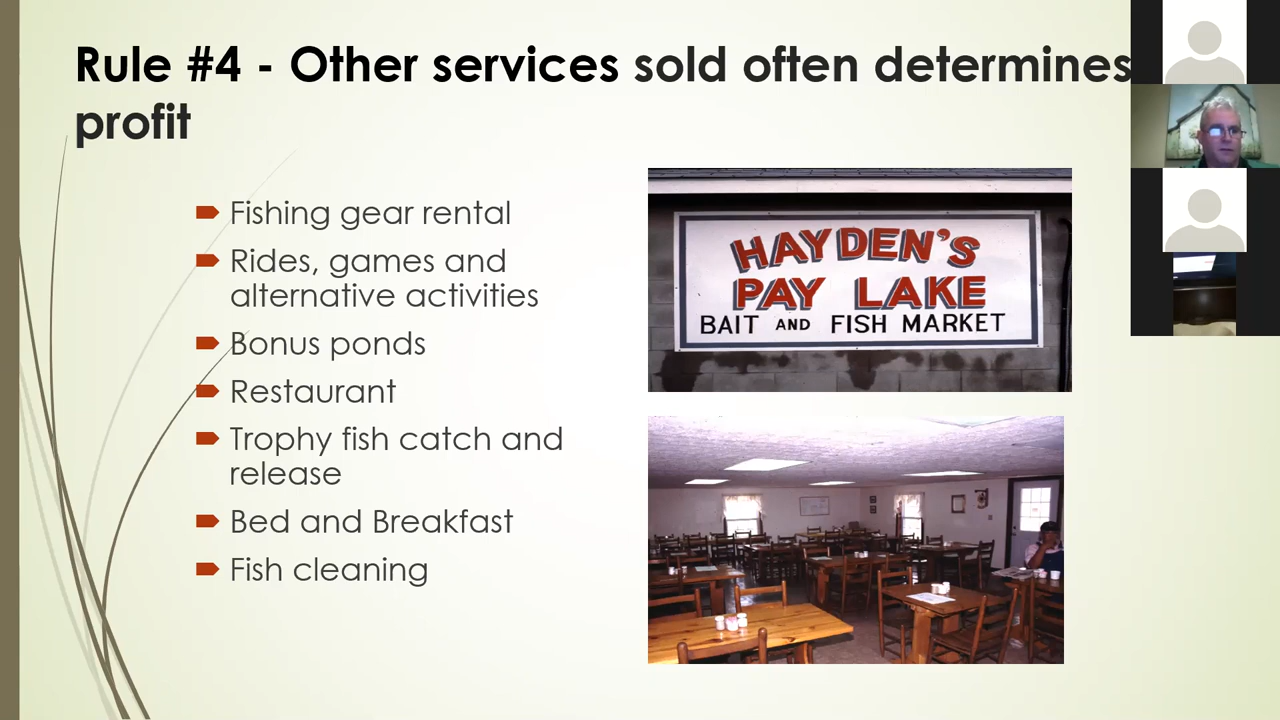 Rule #4 - Other services sold often determines
profit
Fishing gear rental
Rides, games and
alternative activities
Bonus ponds
Restaurant
Trophy fish catch and
release
Bed and Breakfast
Fish cleaning
HAYDEN'S
PAY LAKE
BAIT AND FISH MARKET